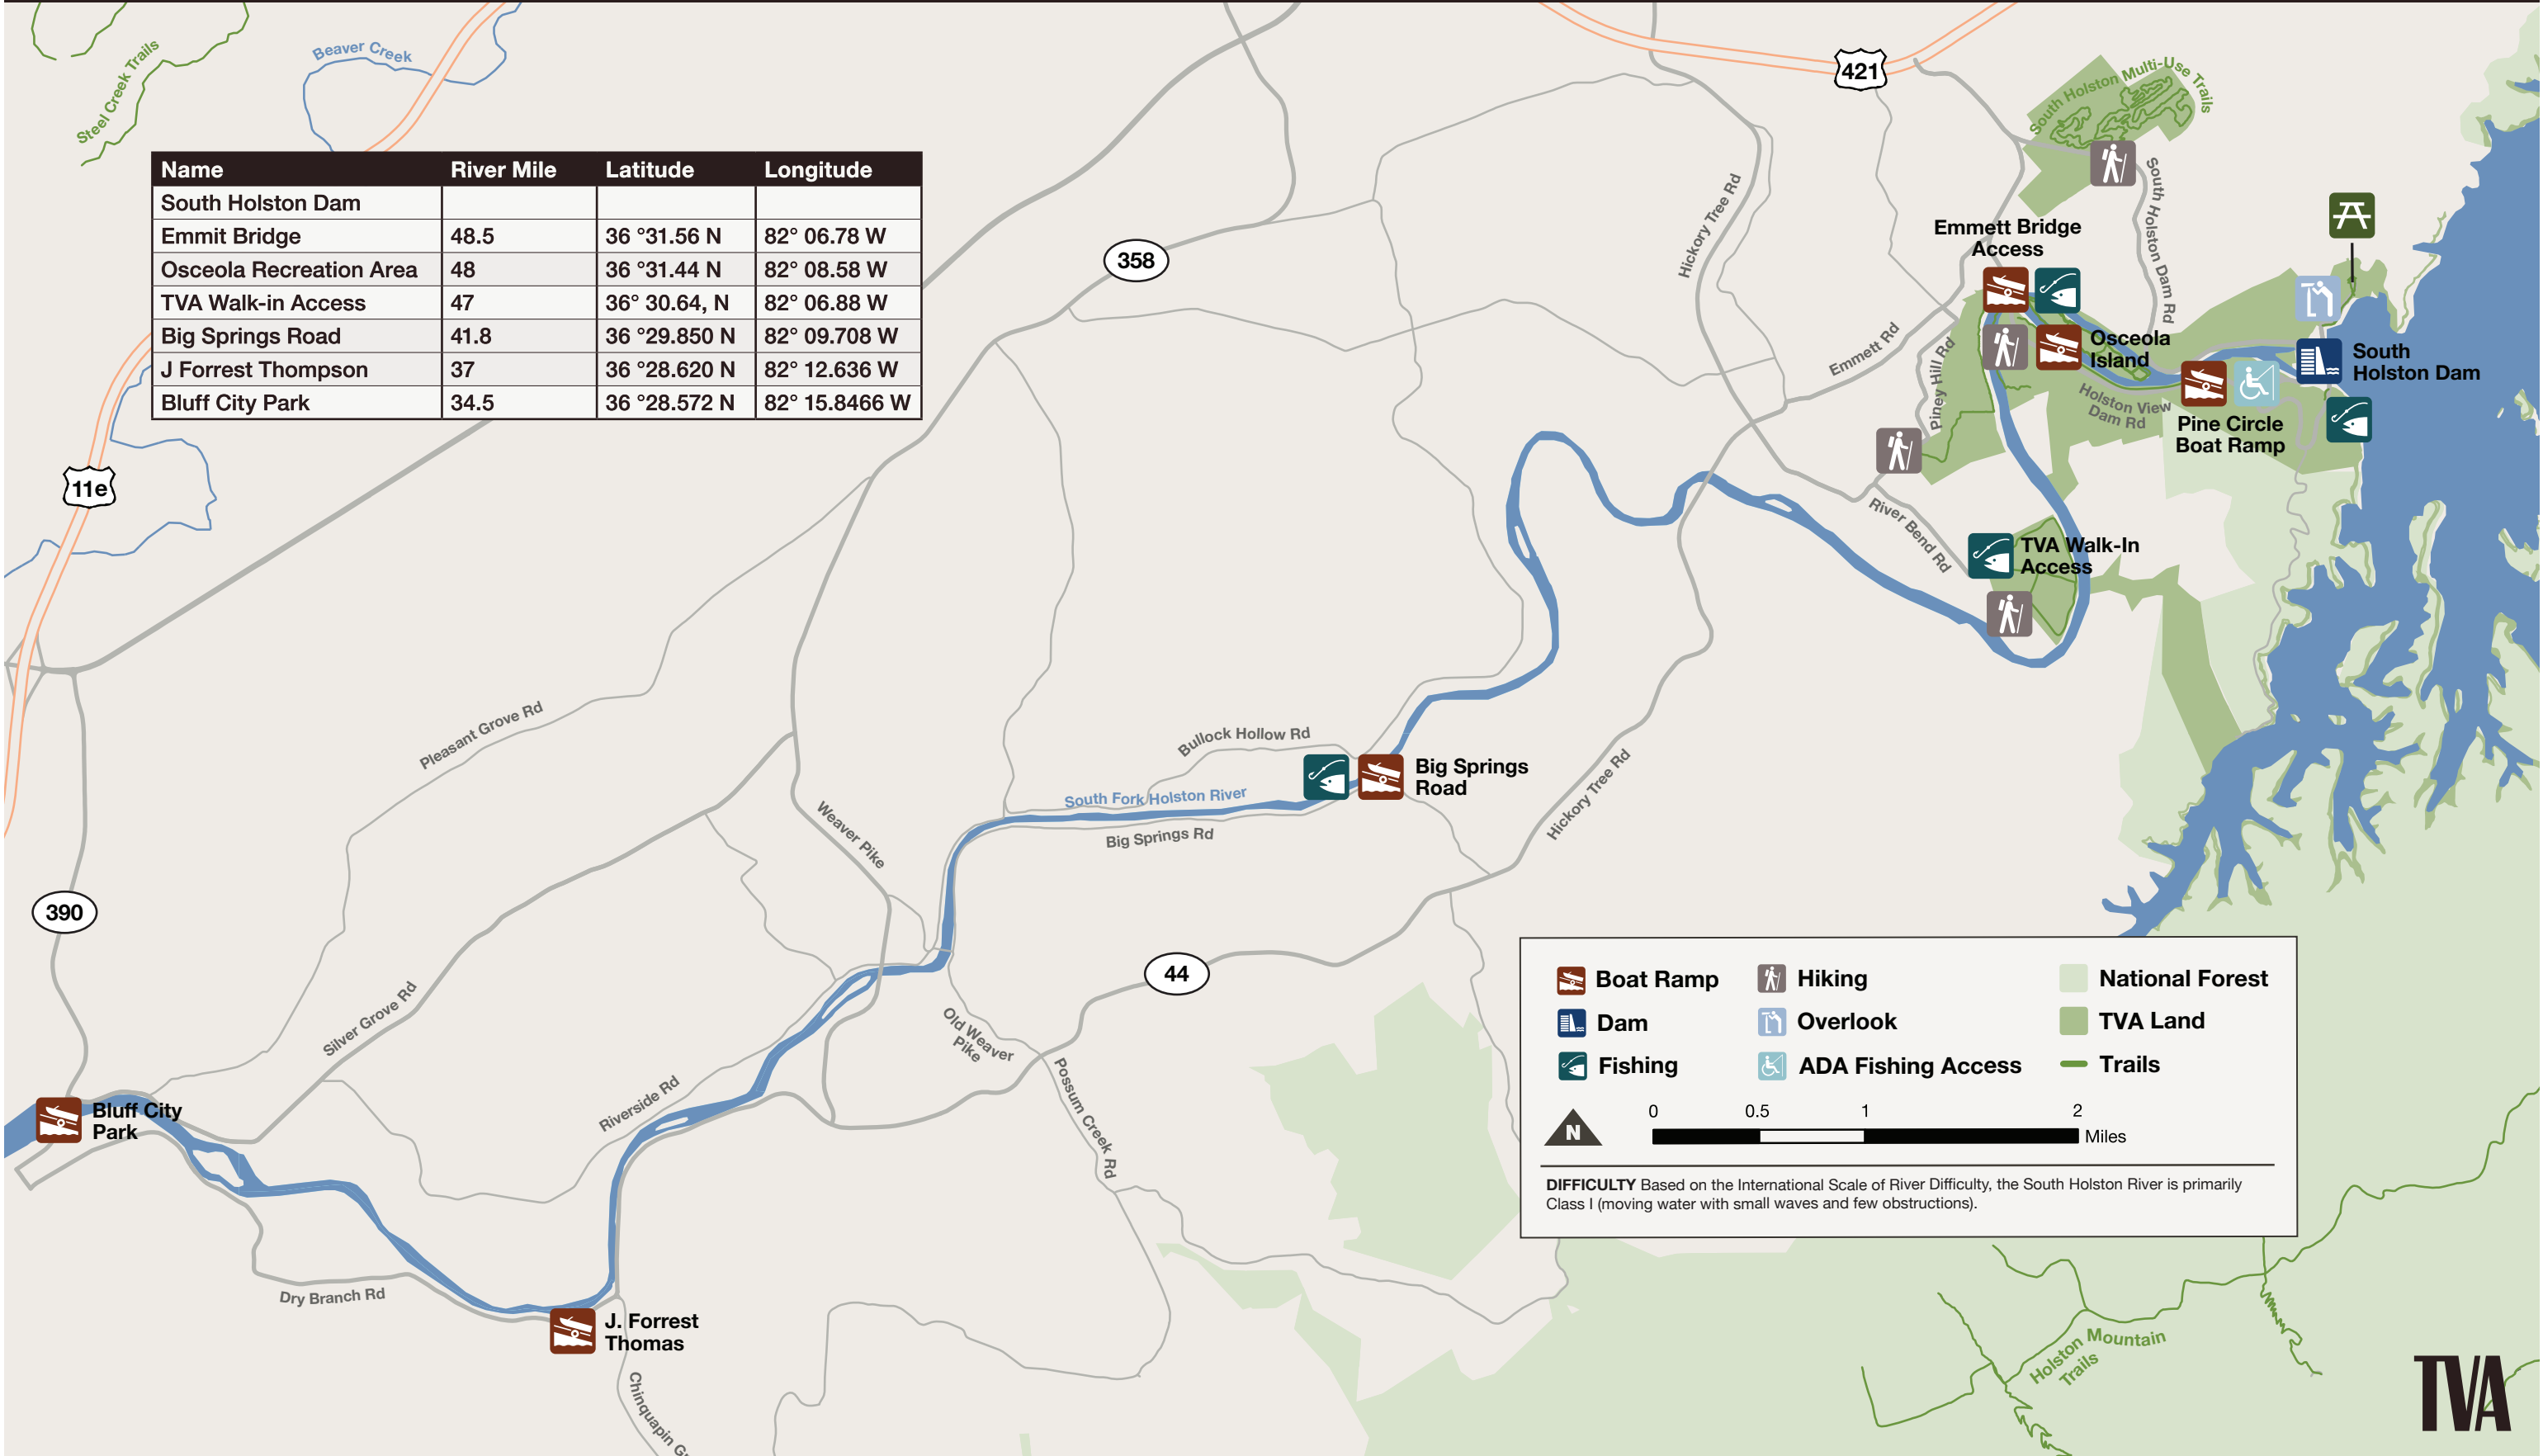 Steel Creek Trails
Beaver Creek
421
South Holston Multi-Use Trails
Name River Mile Latitude Longitude
South Holston Dam
Emmit Bridge 48.5 36 °31.56 N 82° 06.78 W
Osceola Recreation Area 48 36 °31.44 N 82° 08.58 W
TVA Walk-in Access 47 36° 30.64, N 82° 06.88 W
Big Springs Road 41.8 36 °29.850 N 82° 09.708 W
J Forrest Thompson 37 36 °28.620 N 82° 12.636 W
Bluff City Park 34.5 36 °28.572 N 82° 15.8466 W
Hickory Tree Rd
South Holston Dam Rd
358
Emmett Bridge
Access
Osceola
Island
South
Holston Dam
Emmett Rd
Piney Hill Rd
Holston View
Dam Rd
Pine Circle
Boat Ramp
11e
River Bend Rd
TVA Walk-In
Access
Pleasant Grove Rd
Bullock Hollow Rd
Big Springs
Road
South Fork Holston River
Big Springs Rd
Hickory Tree Rd
Weaver Pike
390
44
Silver Grove Rd
Old Weaver
Pike
Possum Creek Rd
Riverside Rd
Bluff City
Park
Dry Branch Rd
J. Forrest
Thomas
Chinquapin G
Boat Ramp Hiking National Forest
Dam Overlook TVA Land
Fishing ADA Fishing Access Trails
N
0 0.5 1 2
Miles
DIFFICULTY Based on the International Scale of River Difficulty, the South Holston River is primarily
Class I (moving water with small waves and few obstructions).
Holston Mountain
Trails
TVA